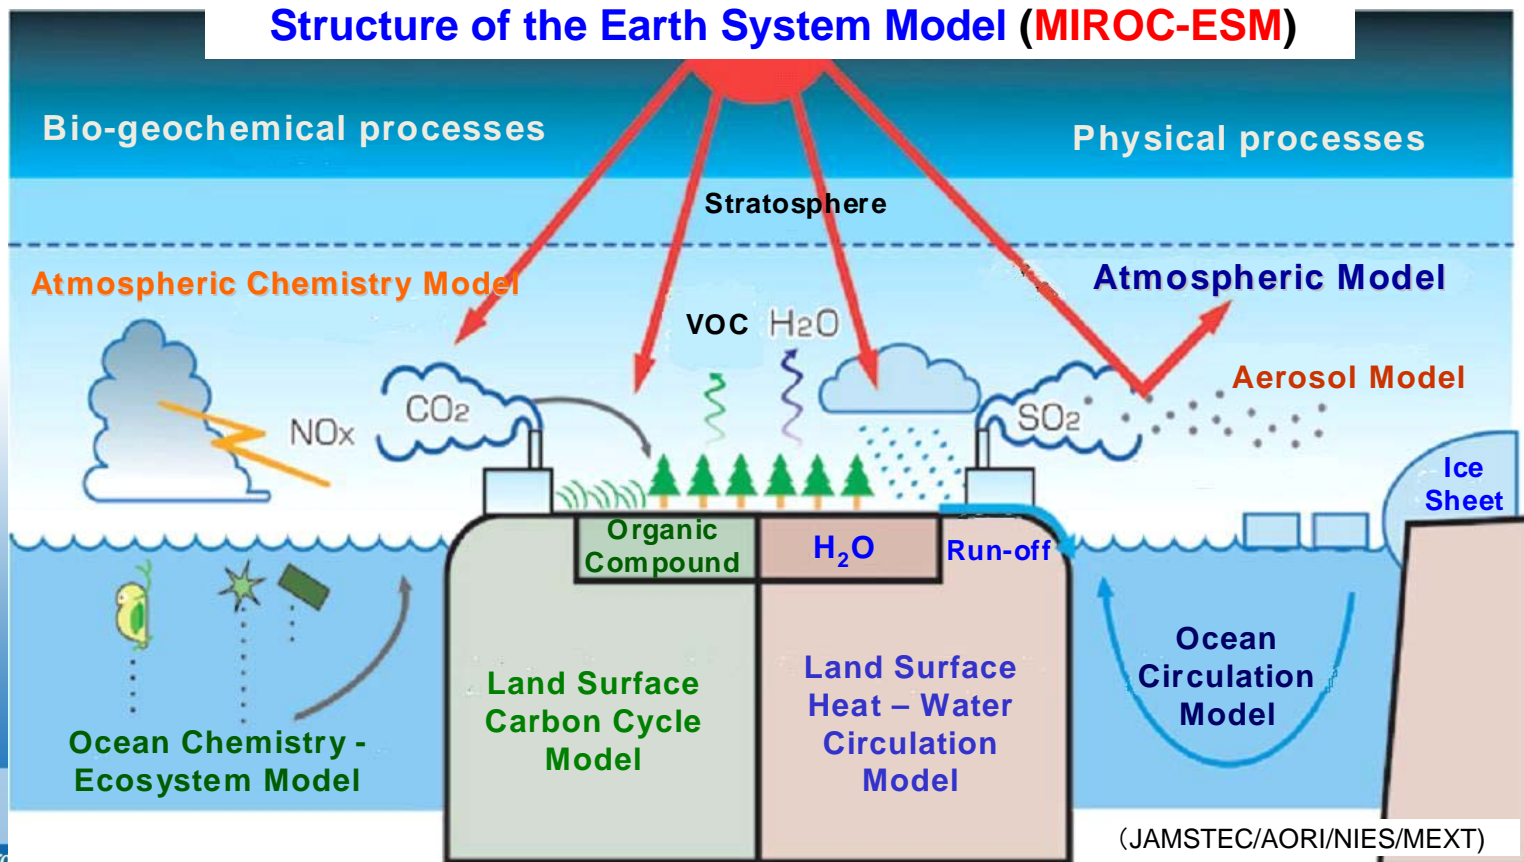 Structure of the Earth System Model (MIROC-ESM)
Bio-geochemical processes
Physical processes
Stratosphere
Atmospheric Chemistry Model
Atmospheric Model
VOC
H2O
Aerosol Model
CO2
SO2
NOx
Ice
Sheet
Organic
Compound
H2O
Run-off
Land Surface
Carbon Cycle
Model
Land Surface
Heat – Water
Circulation
Model
Ocean
Circulation
Model
Ocean Chemistry -
Ecosystem Model
(JAMSTEC/AORI/NIES/MEXT)